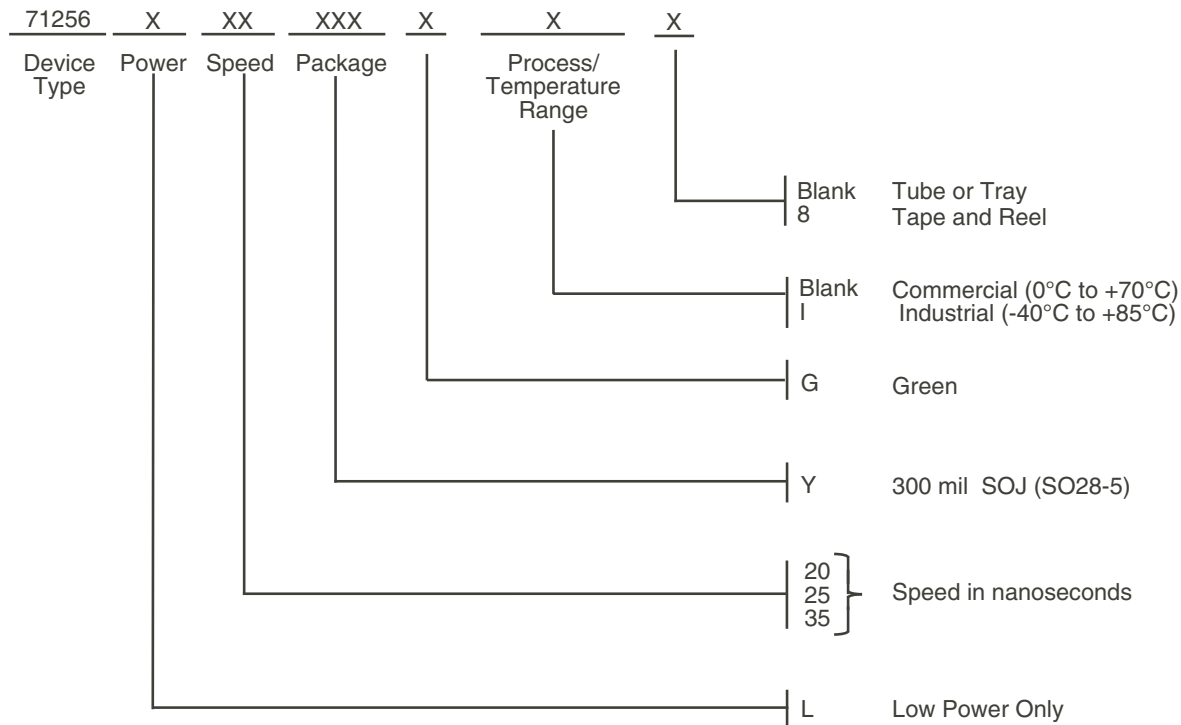 71256 X XX XXX X X X
Device Type
Power
Speed
Package
Process/
Temperature
Range
Blank Tube or Tray
8 Tape and Reel
Blank Commercial (0°C to +70°C)
I Industrial (-40°C to +85°C)
G Green
Y 300 mil SOJ (SO28-5)
20
25
35
Speed in nanoseconds
L Low Power Only